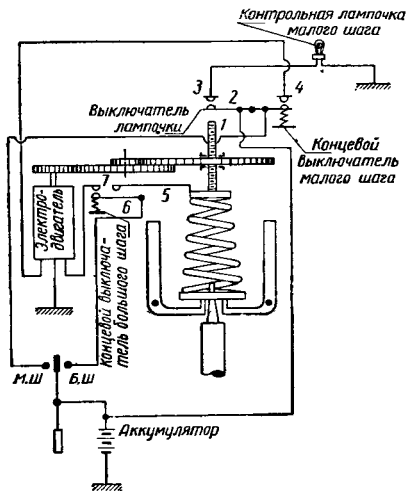 Контрольная лампочка
малого шага
3
4
2
Выключатель
лампочки
1
Концевой
выключатель
малого шага
7
5
6
Электро-
двигатель
Концевой выключа-
тель большого шага
М.Ш
Б.Ш
Аккумулятор